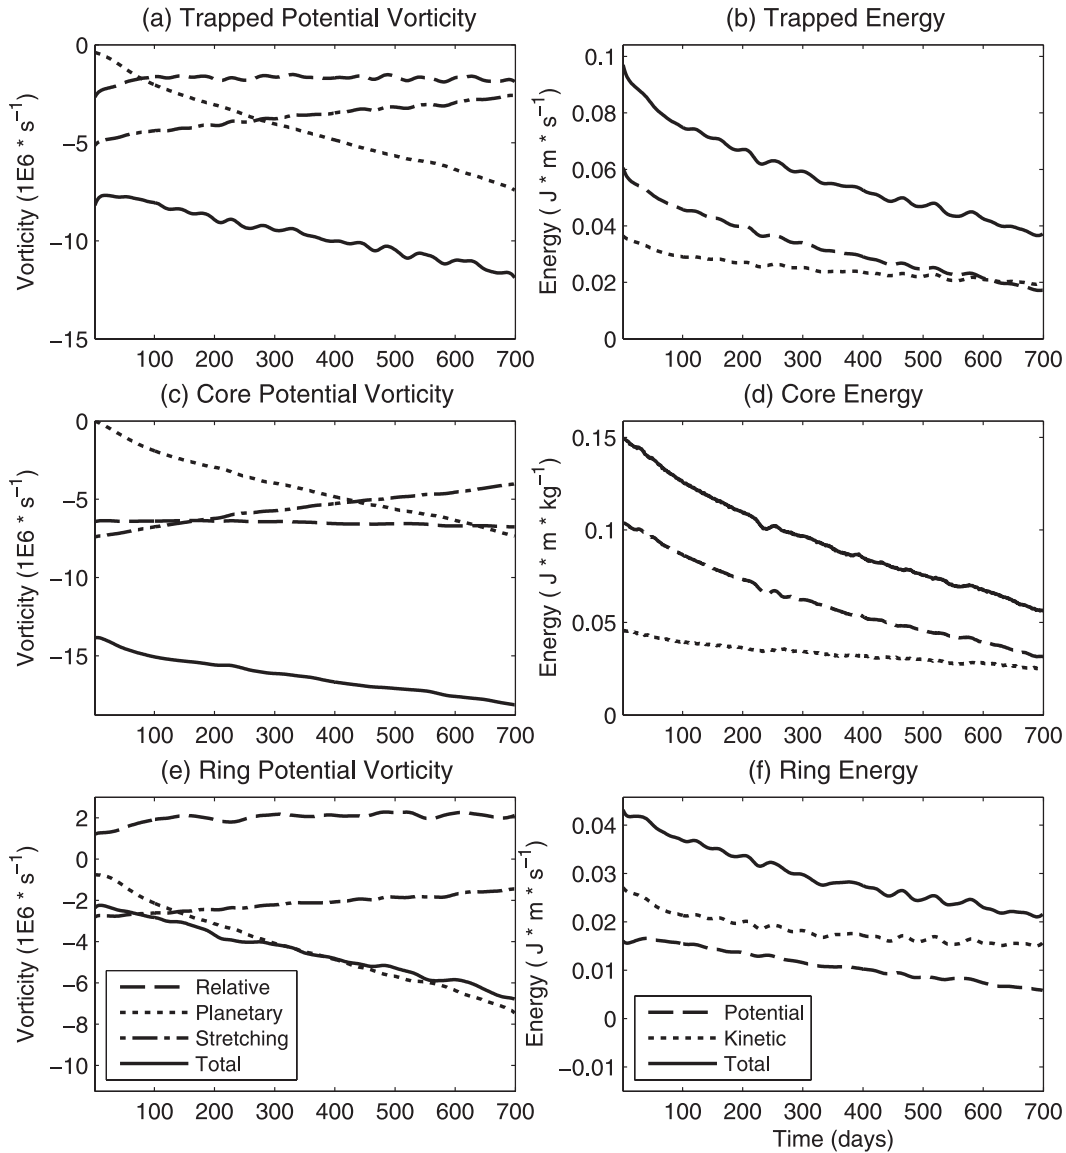 (a) Trapped Potential Vorticity
(b) Trapped Energy
0
−5
−10
−15
Vorticity (1E6 * s⁻¹)
100 200 300 400 500 600 700
0.1
0.08
0.06
0.04
0.02
0
Energy ( J * m * s⁻¹)
100 200 300 400 500 600 700
(c) Core Potential Vorticity
(d) Core Energy
0
−5
−10
−15
Vorticity (1E6 * s⁻¹)
100 200 300 400 500 600 700
0.15
0.1
0.05
0
Energy ( J * m * kg⁻¹)
100 200 300 400 500 600 700
(e) Ring Potential Vorticity
(f) Ring Energy
2
0
−2
−4
−6
−8
−10
Vorticity (1E6 * s⁻¹)
Relative
Planetary
Stretching
Total
100 200 300 400 500 600 700
0.04
0.03
0.02
0.01
0
−0.01
Energy ( J * m * s⁻¹)
Potential
Kinetic
Total
100 200 300 400 500 600 700
Time (days)